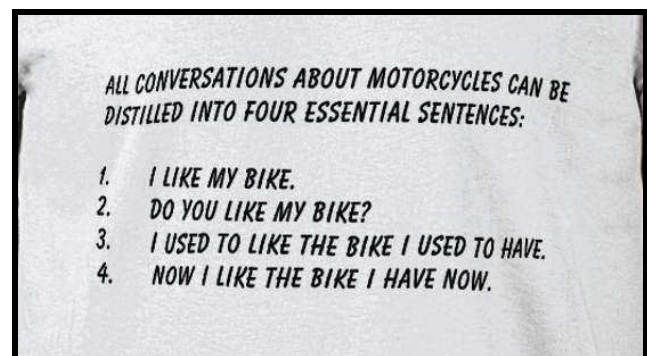 ALL CONVERSATIONS ABOUT MOTORCYCLES CAN BE
DISTILLED INTO FOUR ESSENTIAL SENTENCES:
1. I LIKE MY BIKE.
2. DO YOU LIKE MY BIKE?
3. I USED TO LIKE THE BIKE I USED TO HAVE.
4. NOW I LIKE THE BIKE I HAVE NOW.